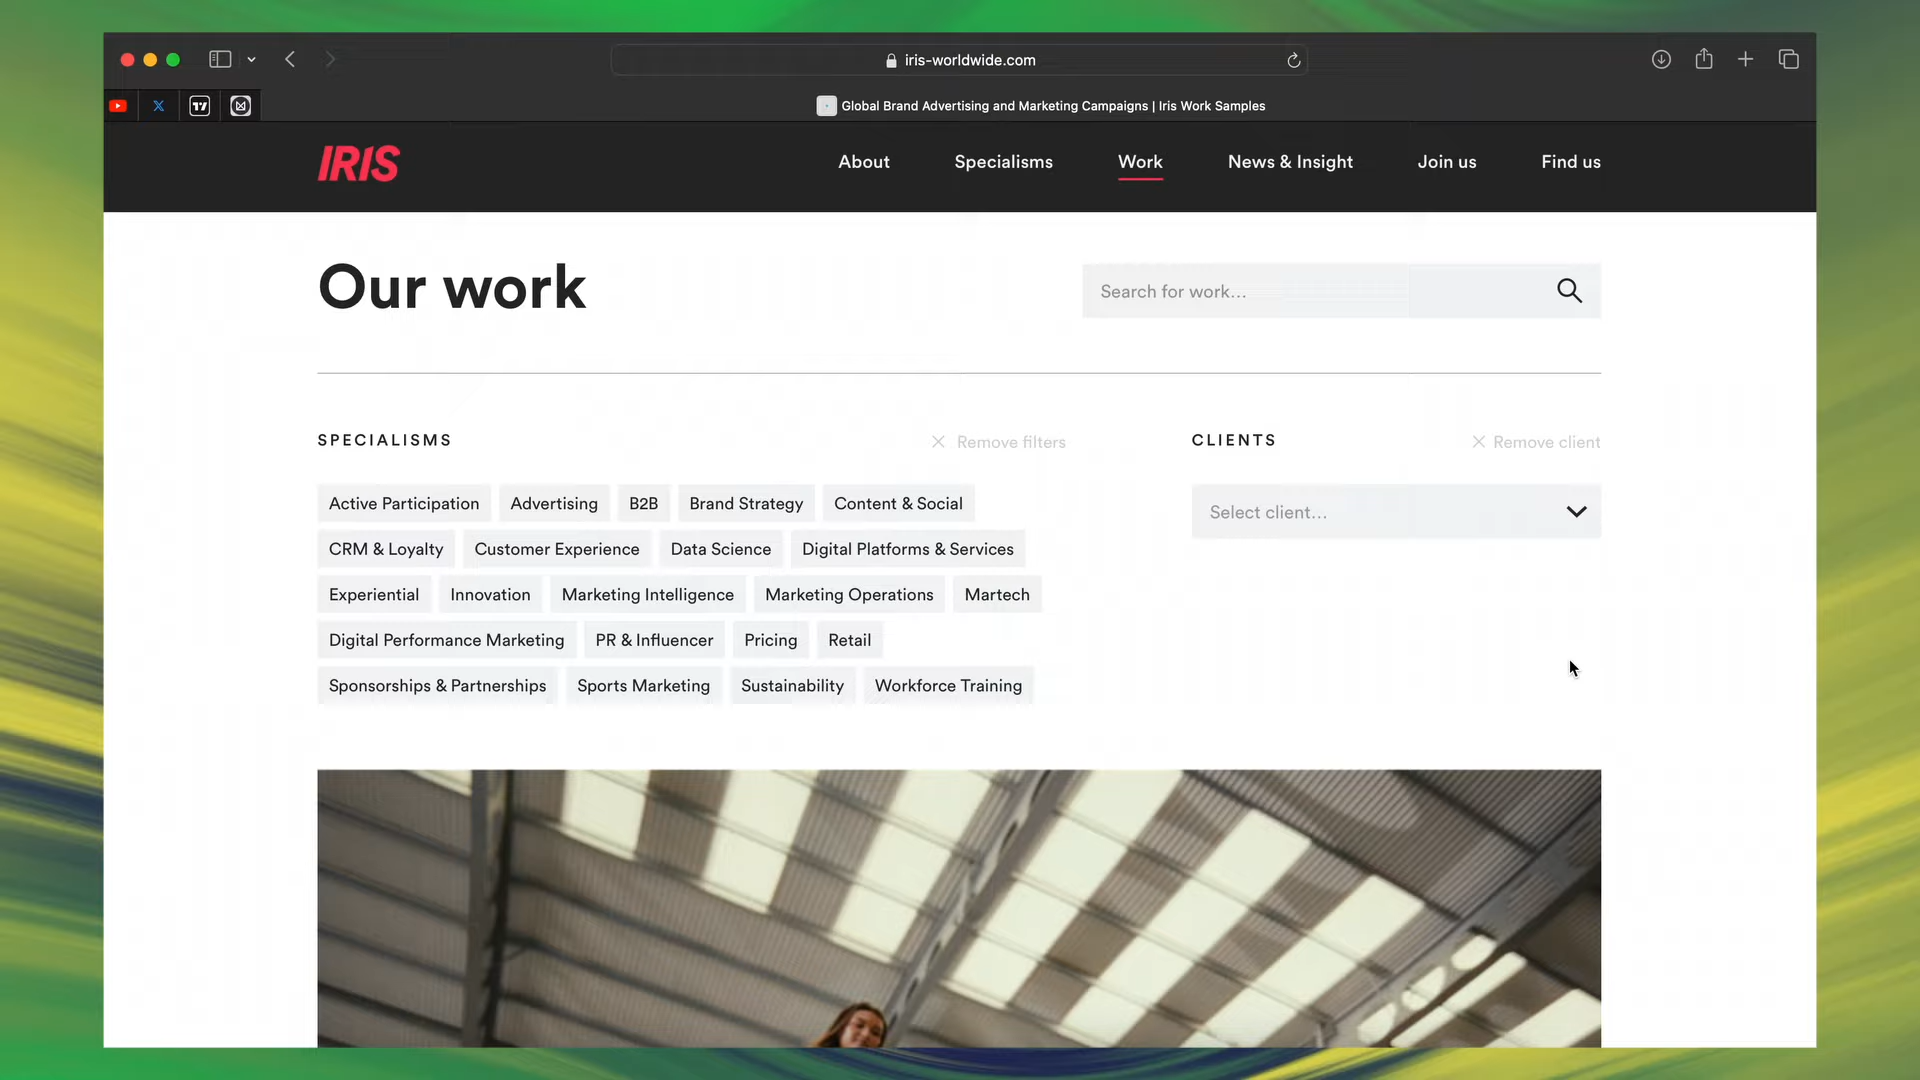 iris-worldwide.com
Global Brand Advertising and Marketing Campaigns | Iris Work Samples
IRIS
About Specialisms Work News & Insight Join us Find us
Our work
Search for work...
SPECIALISMS
Remove filters
CLIENTS
Remove client
Active Participation Advertising B2B Brand Strategy Content & Social
Select client...
CRM & Loyalty Customer Experience Data Science Digital Platforms & Services
Experiential Innovation Marketing Intelligence Marketing Operations Martech
Digital Performance Marketing PR & Influencer Pricing Retail
Sponsorships & Partnerships Sports Marketing Sustainability Workforce Training